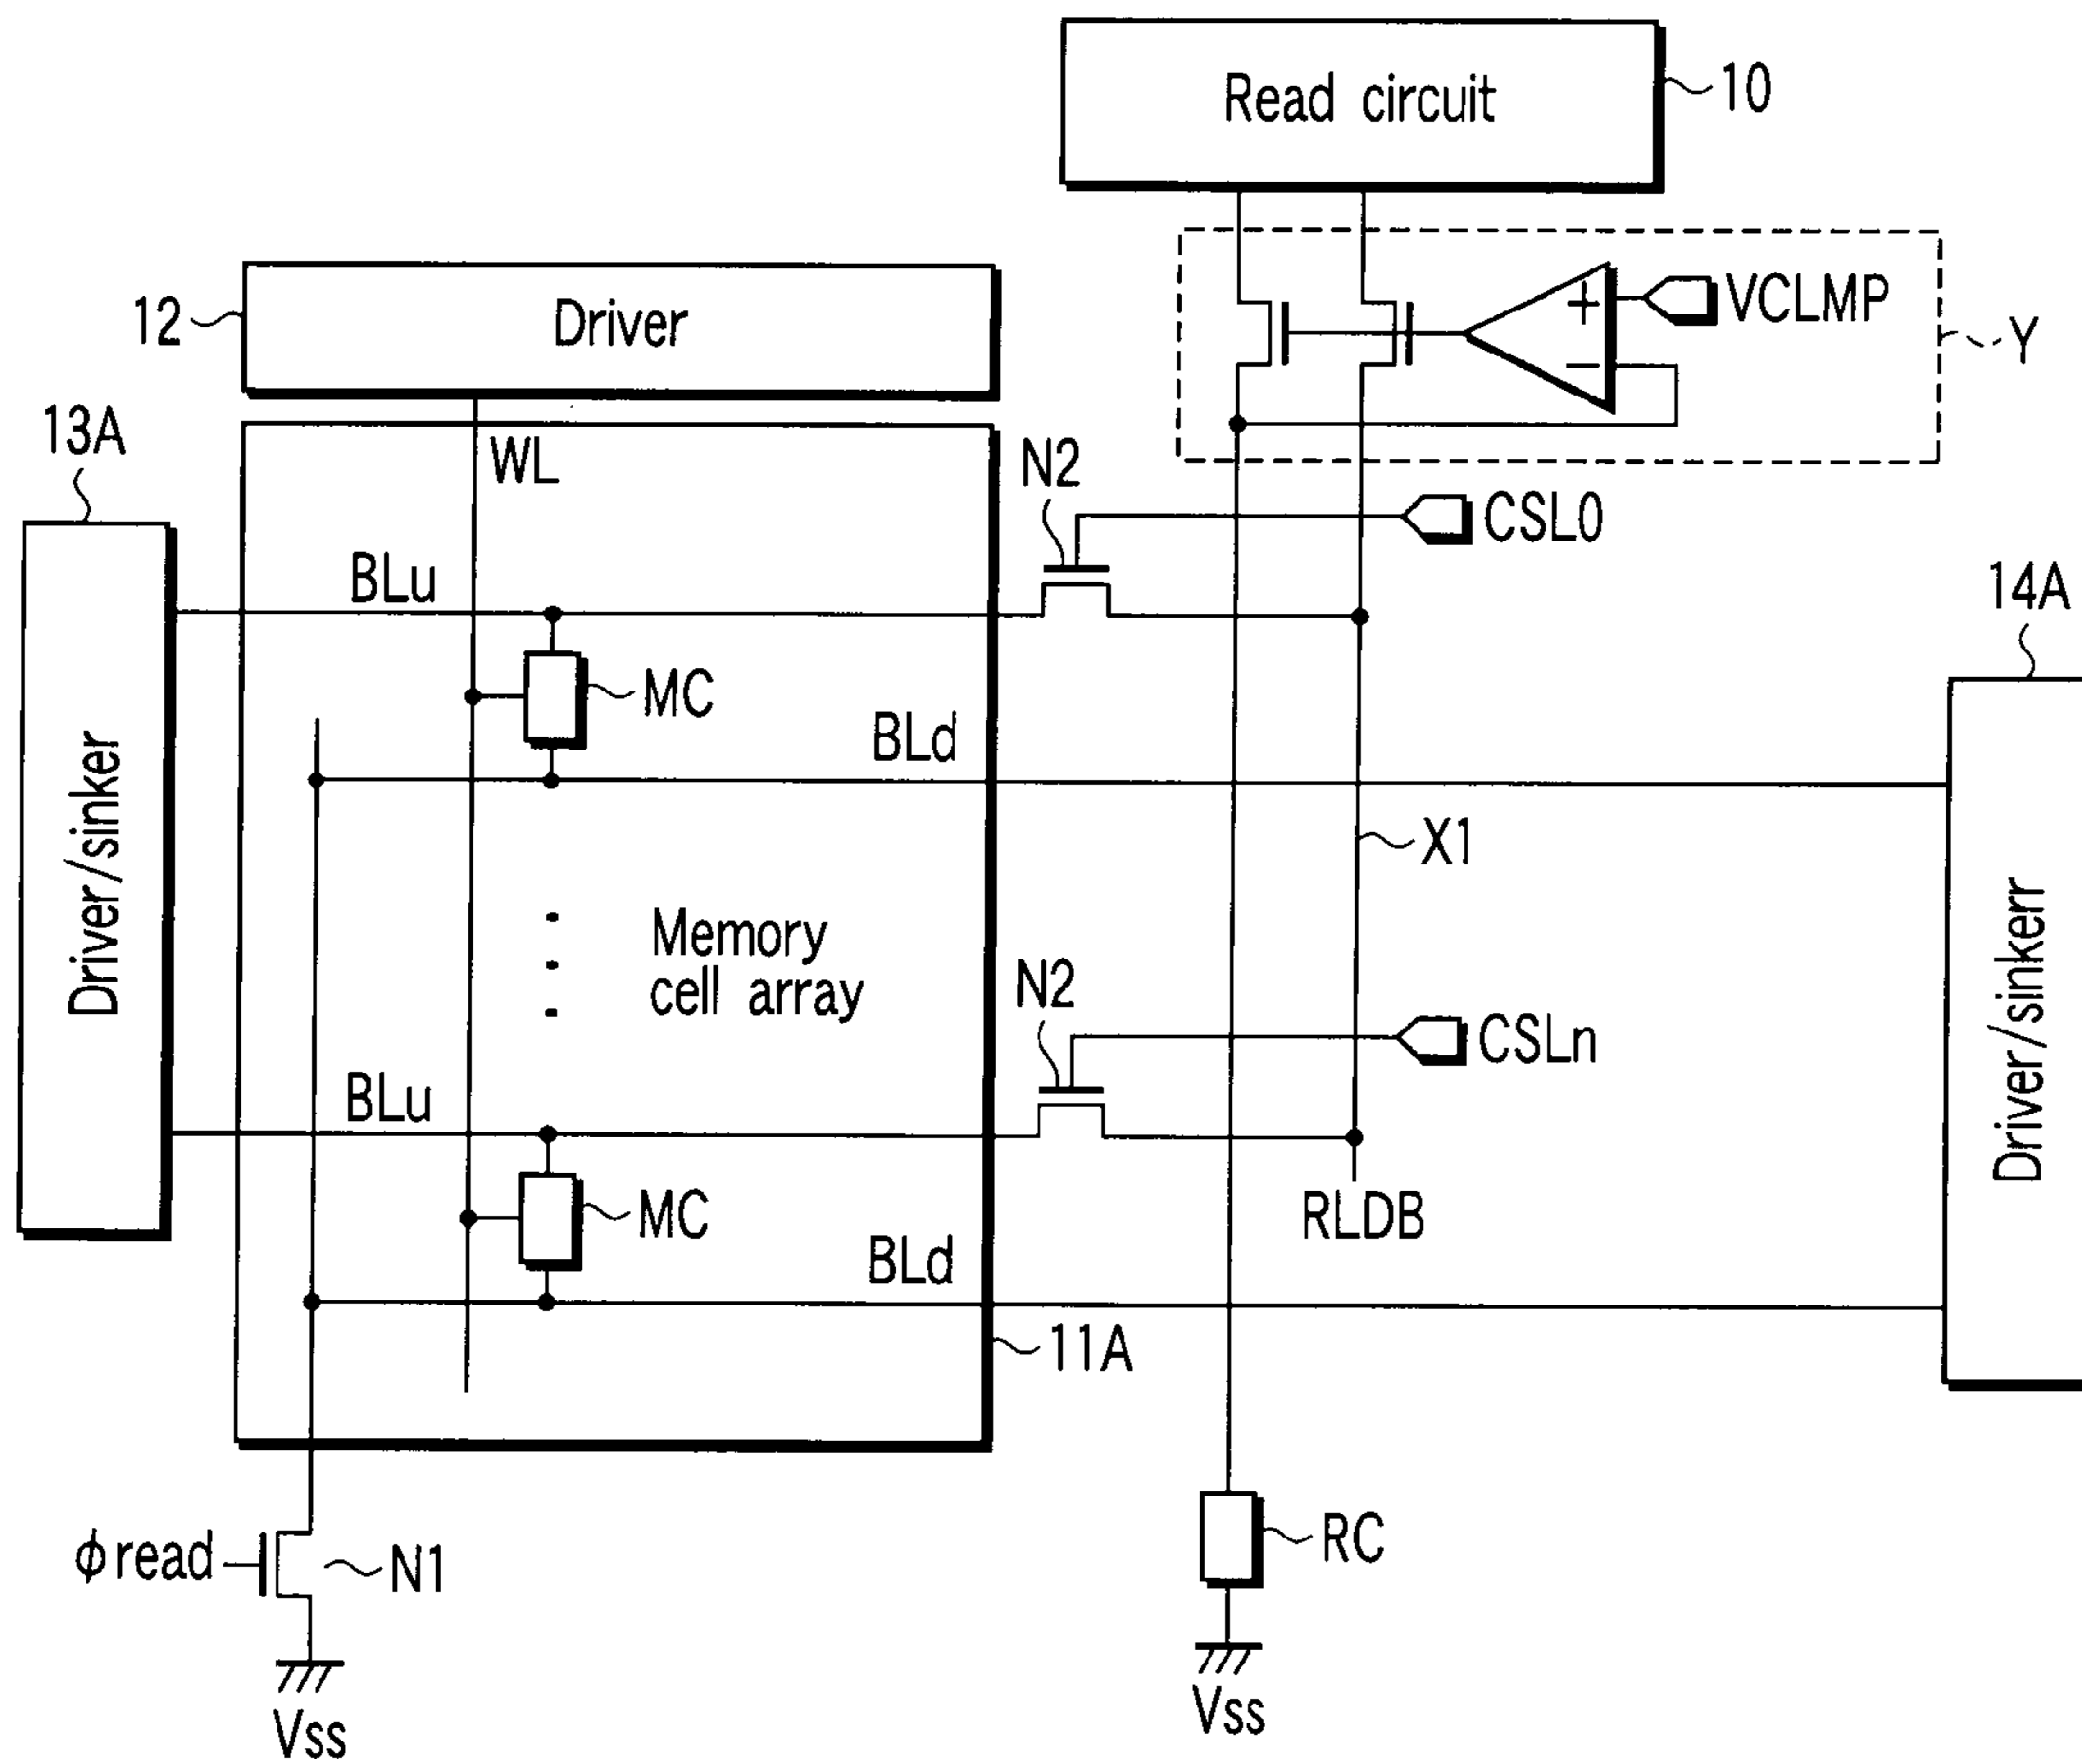 Read circuit
10
12
Driver
VCLMP
+
−
Y
13A
WL
N2
CSL0
BLu
14A
MC
BLd
Driver/sinker
X1
Memory
cell array
N2
CSLn
Driver/sinkerr
BLu
MC
RLDB
BLd
11A
ϕread
N1
RC
Vss
Vss